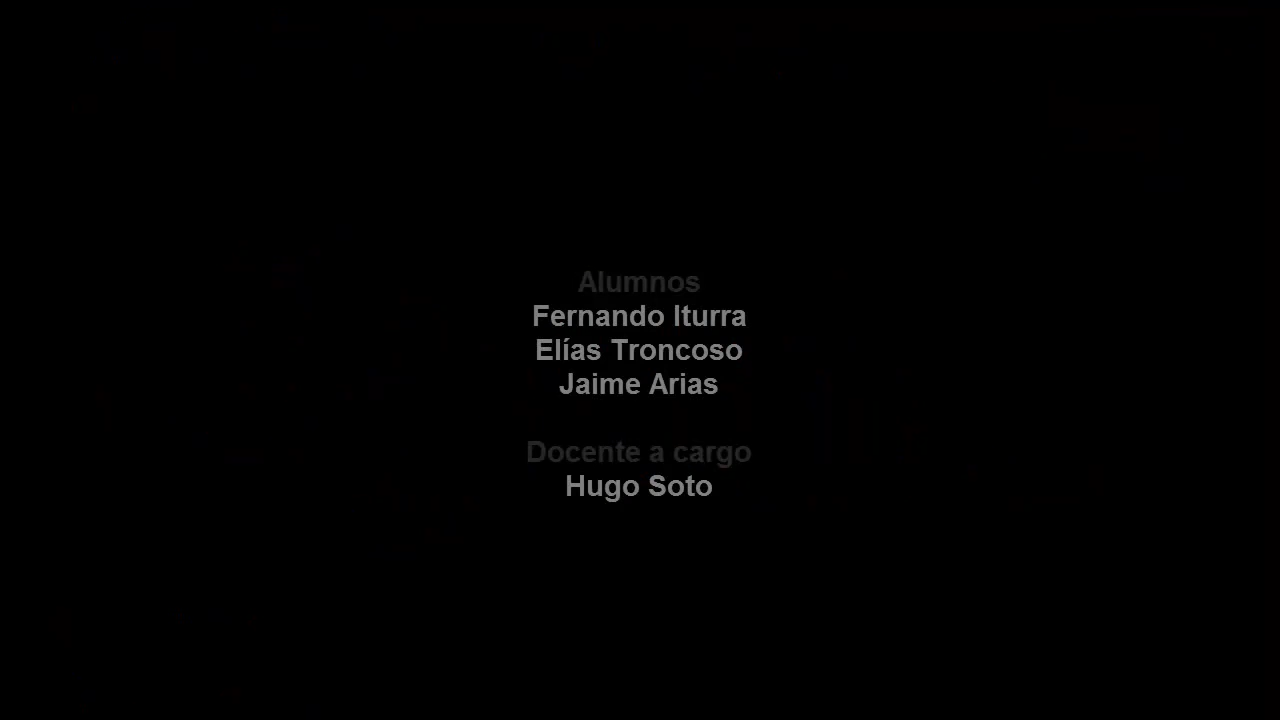 Alumnos
Fernando Iturra
Elías Troncoso
Jaime Arias
Docente a cargo
Hugo Soto